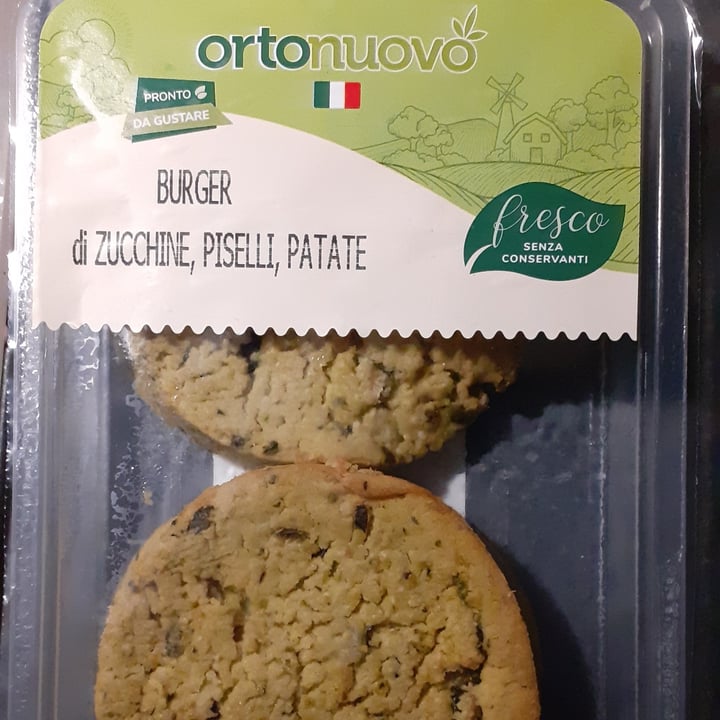 ortonuovo
PRONTO
DA GUSTARE
BURGER
di ZUCCHINE, PISELLI, PATATE
fresco
SENZA
CONSERVANTI